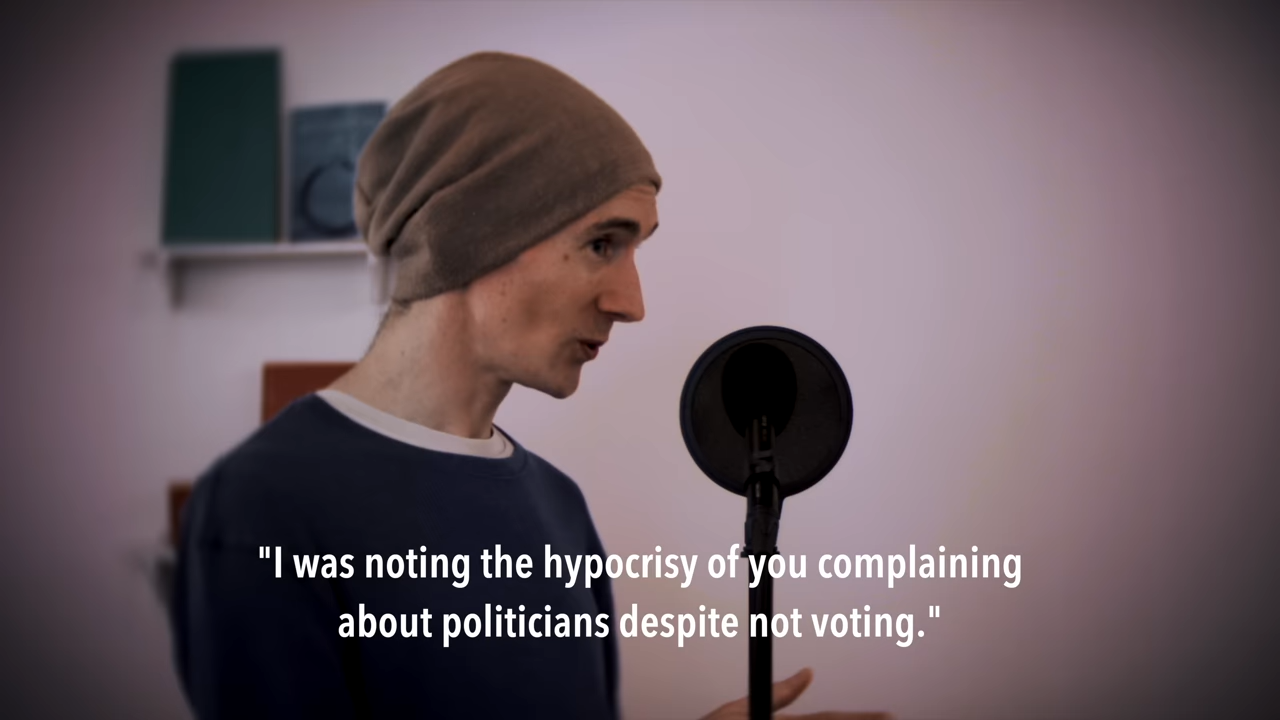 "I was noting the hypocrisy of you complaining
about politicians despite not voting."